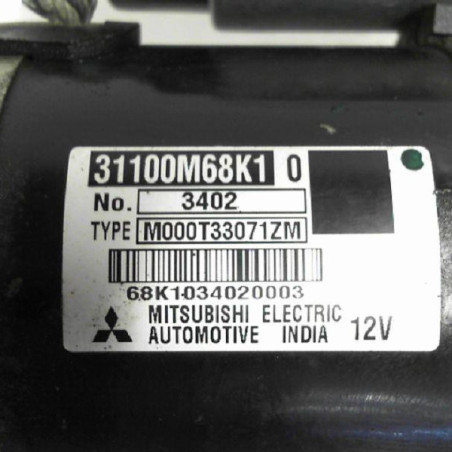 31100M68K1 0
No. 3402
TYPE M000T33071ZM
68K1034020003
MITSUBISHI ELECTRIC
AUTOMOTIVE INDIA 12V